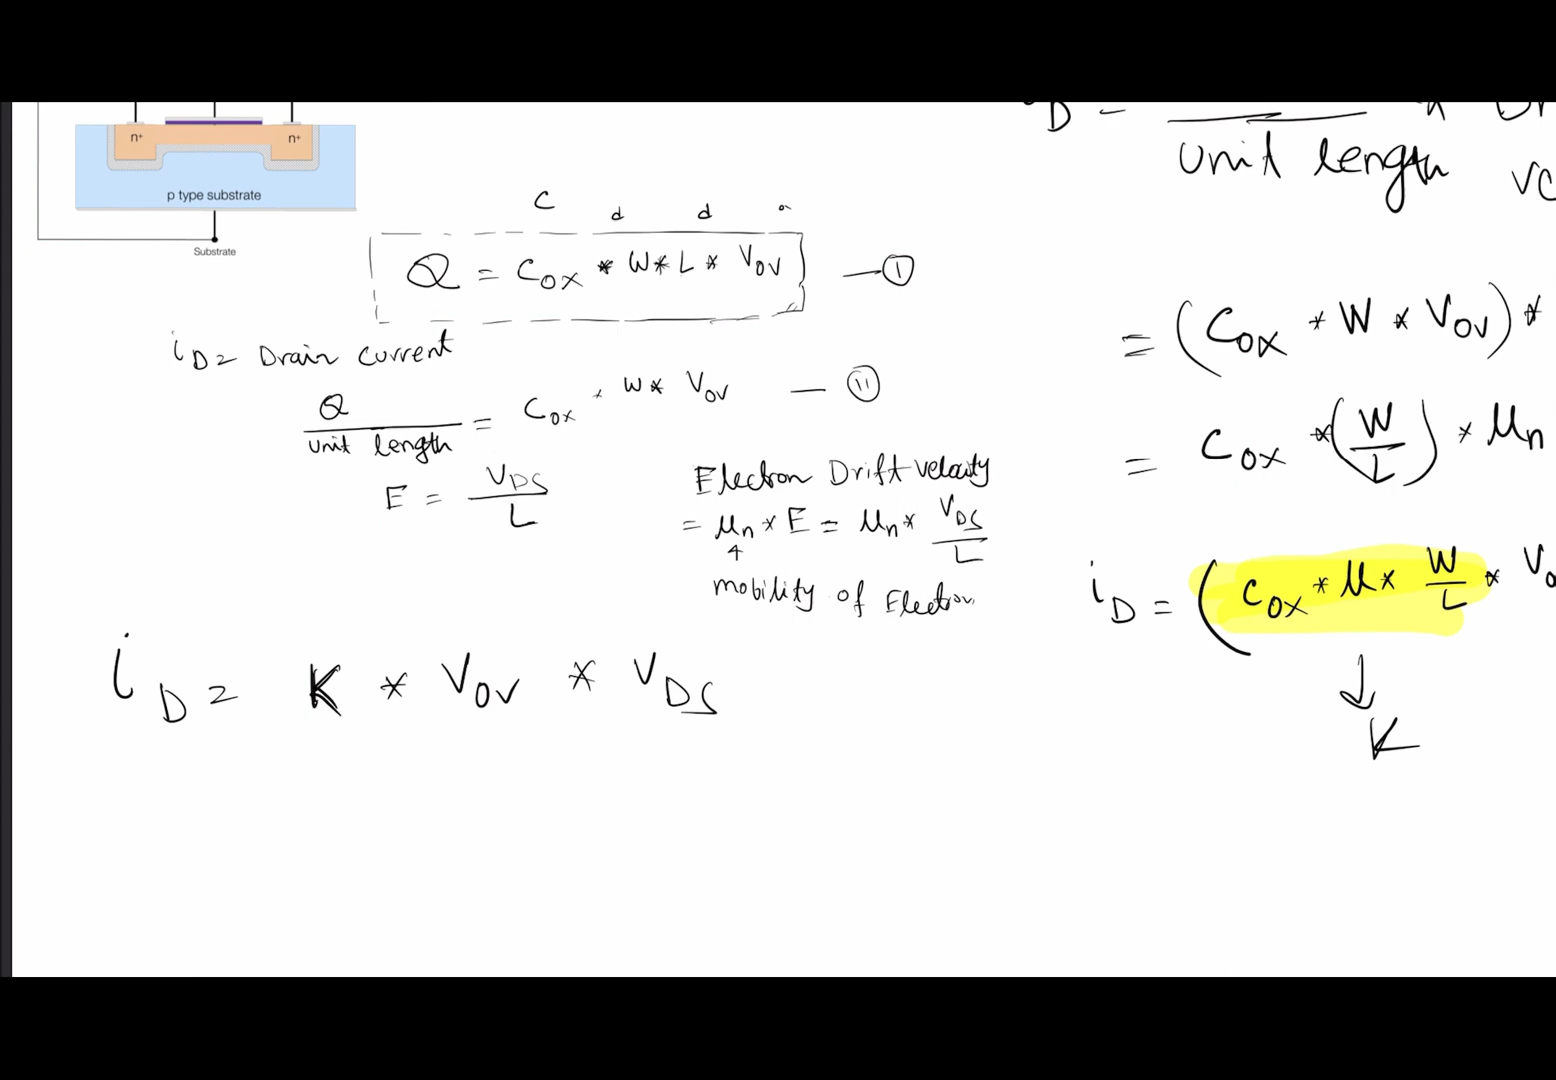 n+ n+
p type substrate
Substrate
C d d
Q = Cox * W * L * Vov — I
iD = Drain current
Q / unit length = Cox * W * Vov — II
E = VDS / L
Electron Drift velocity
= μn * E = μn * VDS / L
mobility of Electron
iD = K * Vov * VDS
D =
unit length
= (Cox * W * Vov) *
= Cox * (W / L) * μn
iD = (Cox * μ * W / L *
↓
K